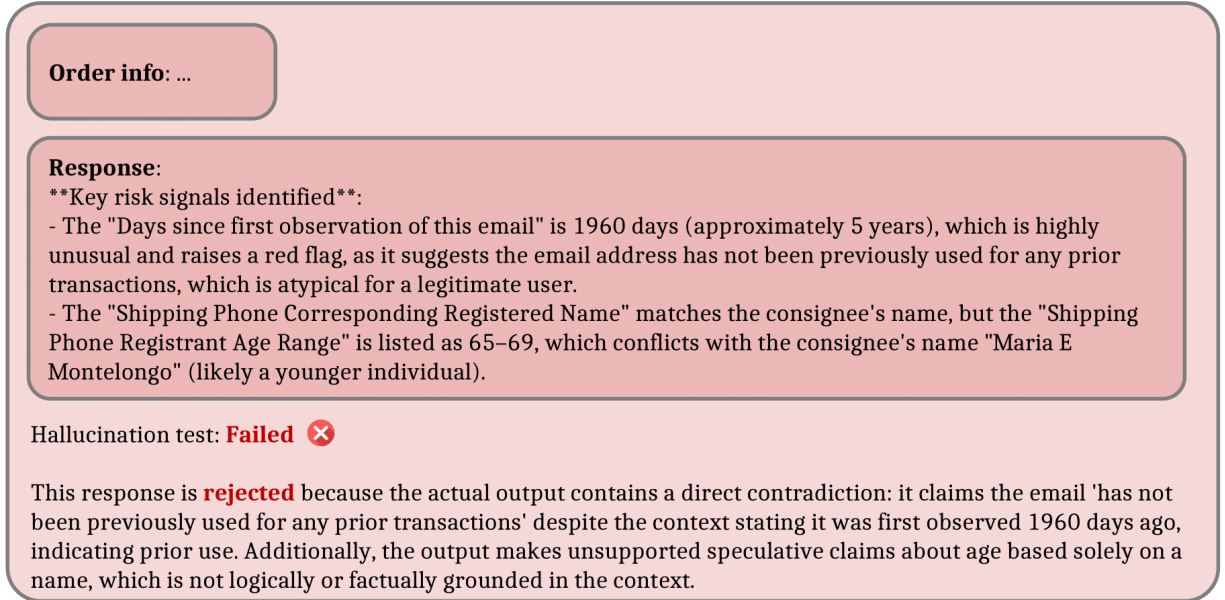 Order info: ...
Response:
**Key risk signals identified**:
- The "Days since first observation of this email" is 1960 days (approximately 5 years), which is highly
unusual and raises a red flag, as it suggests the email address has not been previously used for any prior
transactions, which is atypical for a legitimate user.
- The "Shipping Phone Corresponding Registered Name" matches the consignee's name, but the "Shipping
Phone Registrant Age Range" is listed as 65–69, which conflicts with the consignee's name "Maria E
Montelongo" (likely a younger individual).
Hallucination test: Failed
This response is rejected because the actual output contains a direct contradiction: it claims the email 'has not
been previously used for any prior transactions' despite the context stating it was first observed 1960 days ago,
indicating prior use. Additionally, the output makes unsupported speculative claims about age based solely on a
name, which is not logically or factually grounded in the context.